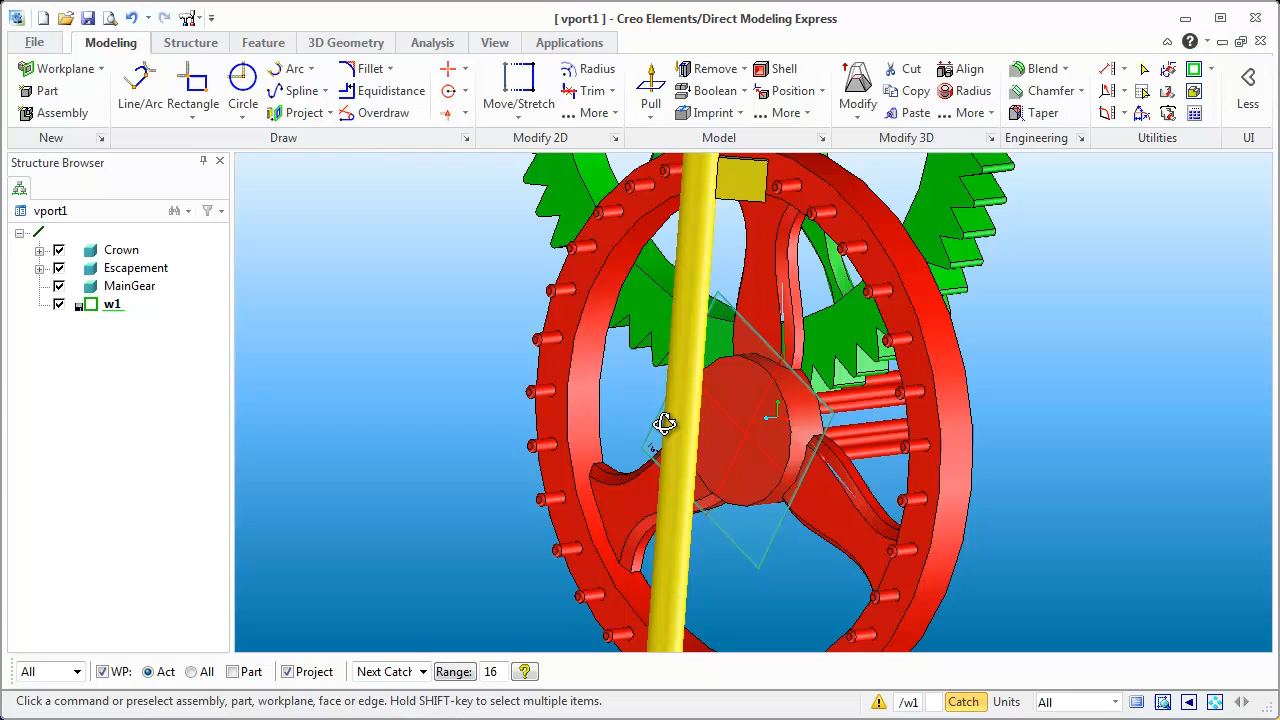 [ vport1 ] - Creo Elements/Direct Modeling Express
File Modeling Structure Feature 3D Geometry Analysis View Applications
Workplane
Part
Assembly
New
Line/Arc Rectangle Circle
Arc Fillet
Spline Equidistance
Project Overdraw
Draw
Move/Stretch
Radius
Trim
... More
Modify 2D
Pull
Remove Shell
Boolean Position
Imprint ... More
Model
Modify
Cut Align
Copy Radius
Paste ... More
Modify 3D
Blend
Chamfer
Taper
Engineering
Utilities
Less
UI
Structure Browser
vport1
Crown
Escapement
MainGear
w1
All WP: Act All Part Project Next Catch Range: 16
Click a command or preselect assembly, part, workplane, face or edge. Hold SHIFT-key to select multiple items.
/w1 Catch Units All